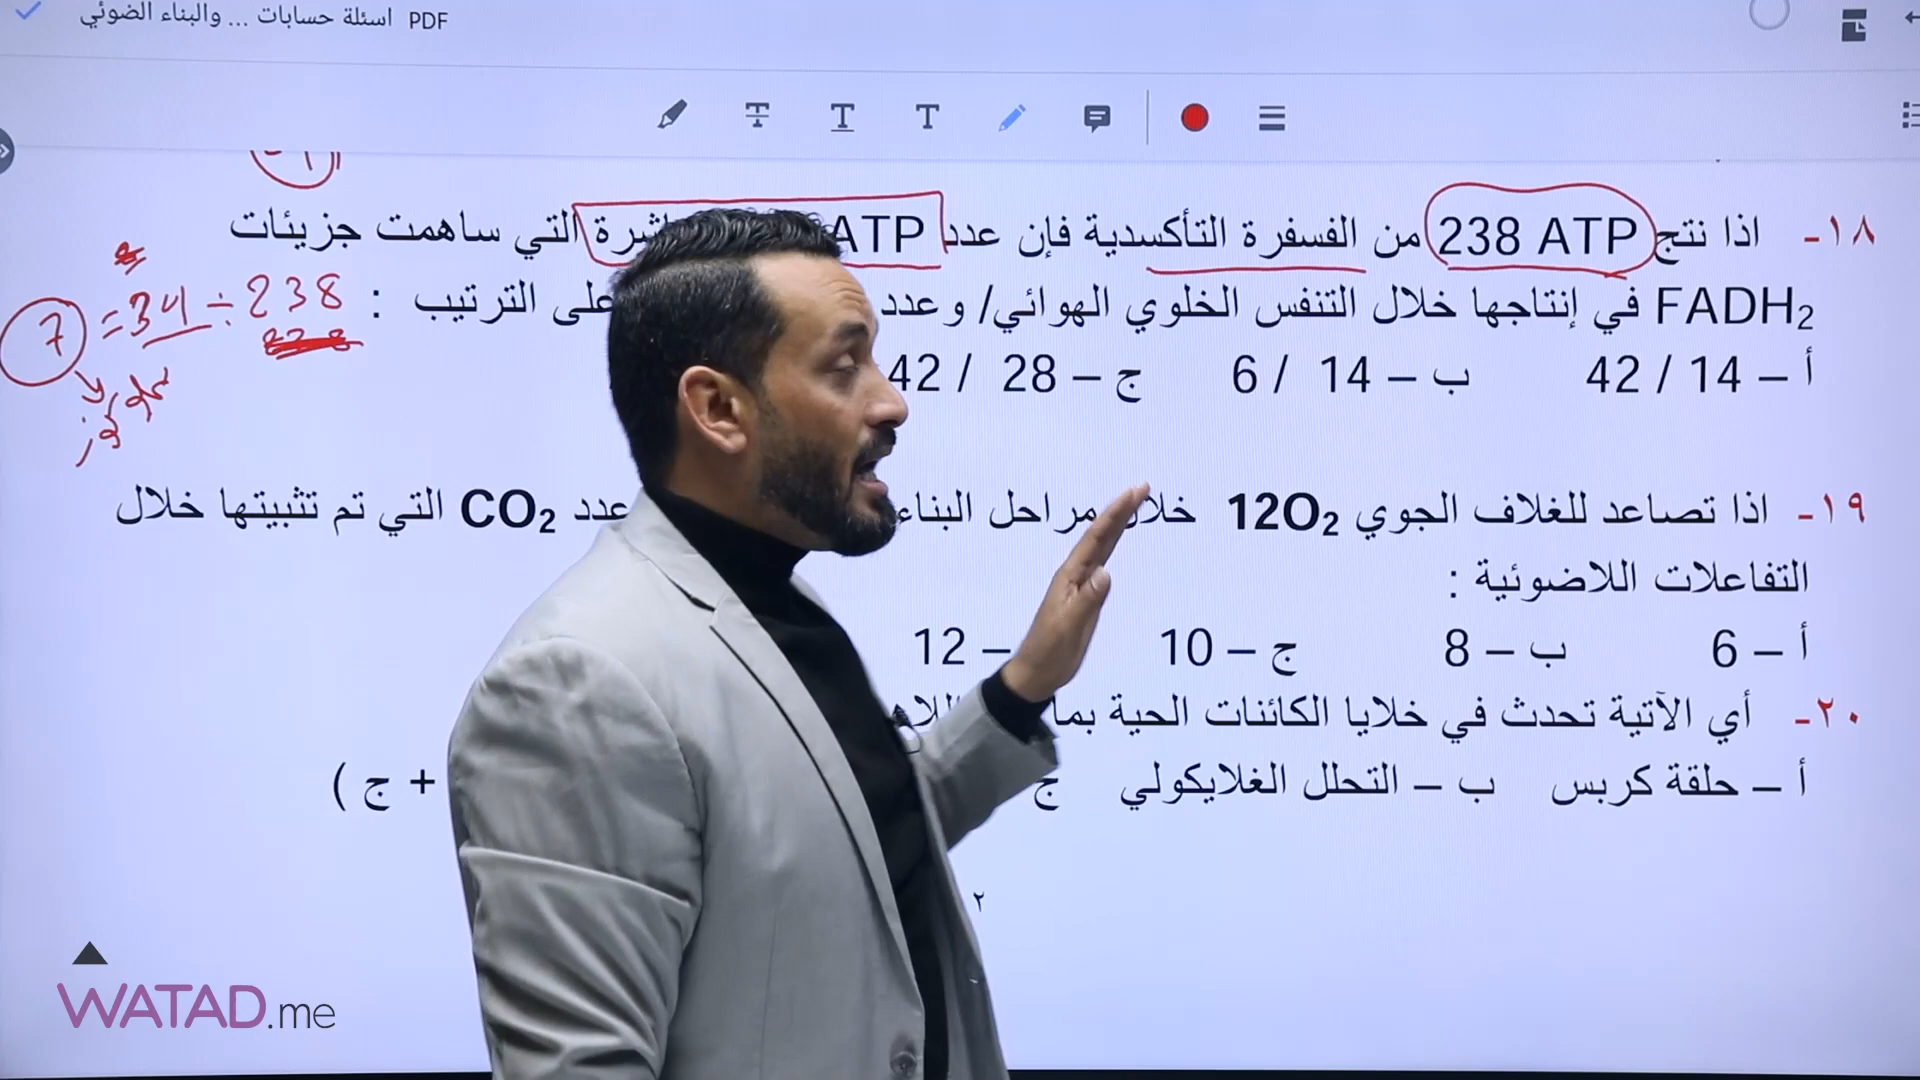 اسئلة حسابات ... والبناء الضوئي PDF
١٨- اذا نتج 238 ATP من الفسفرة التأكسدية فإن عدد ATP التي ساهمت جزيئات
FADH₂ في إنتاجها خلال التنفس الخلوي الهوائي/ وعدد على الترتيب :
7 = 34 ÷ 238
أ – 14 / 42 ب – 14 / 6 ج – 28 / 42
١٩- اذا تصاعد للغلاف الجوي 12O₂ خلال مراحل البناء عدد CO₂ التي تم تثبيتها خلال
التفاعلات اللاضوئية :
أ – 6 ب – 8 ج – 10 – 12
٢٠- أي الآتية تحدث في خلايا الكائنات الحية
أ – حلقة كربس ب – التحلل الغلايكولي ج + ج )
٢
WATAD.me